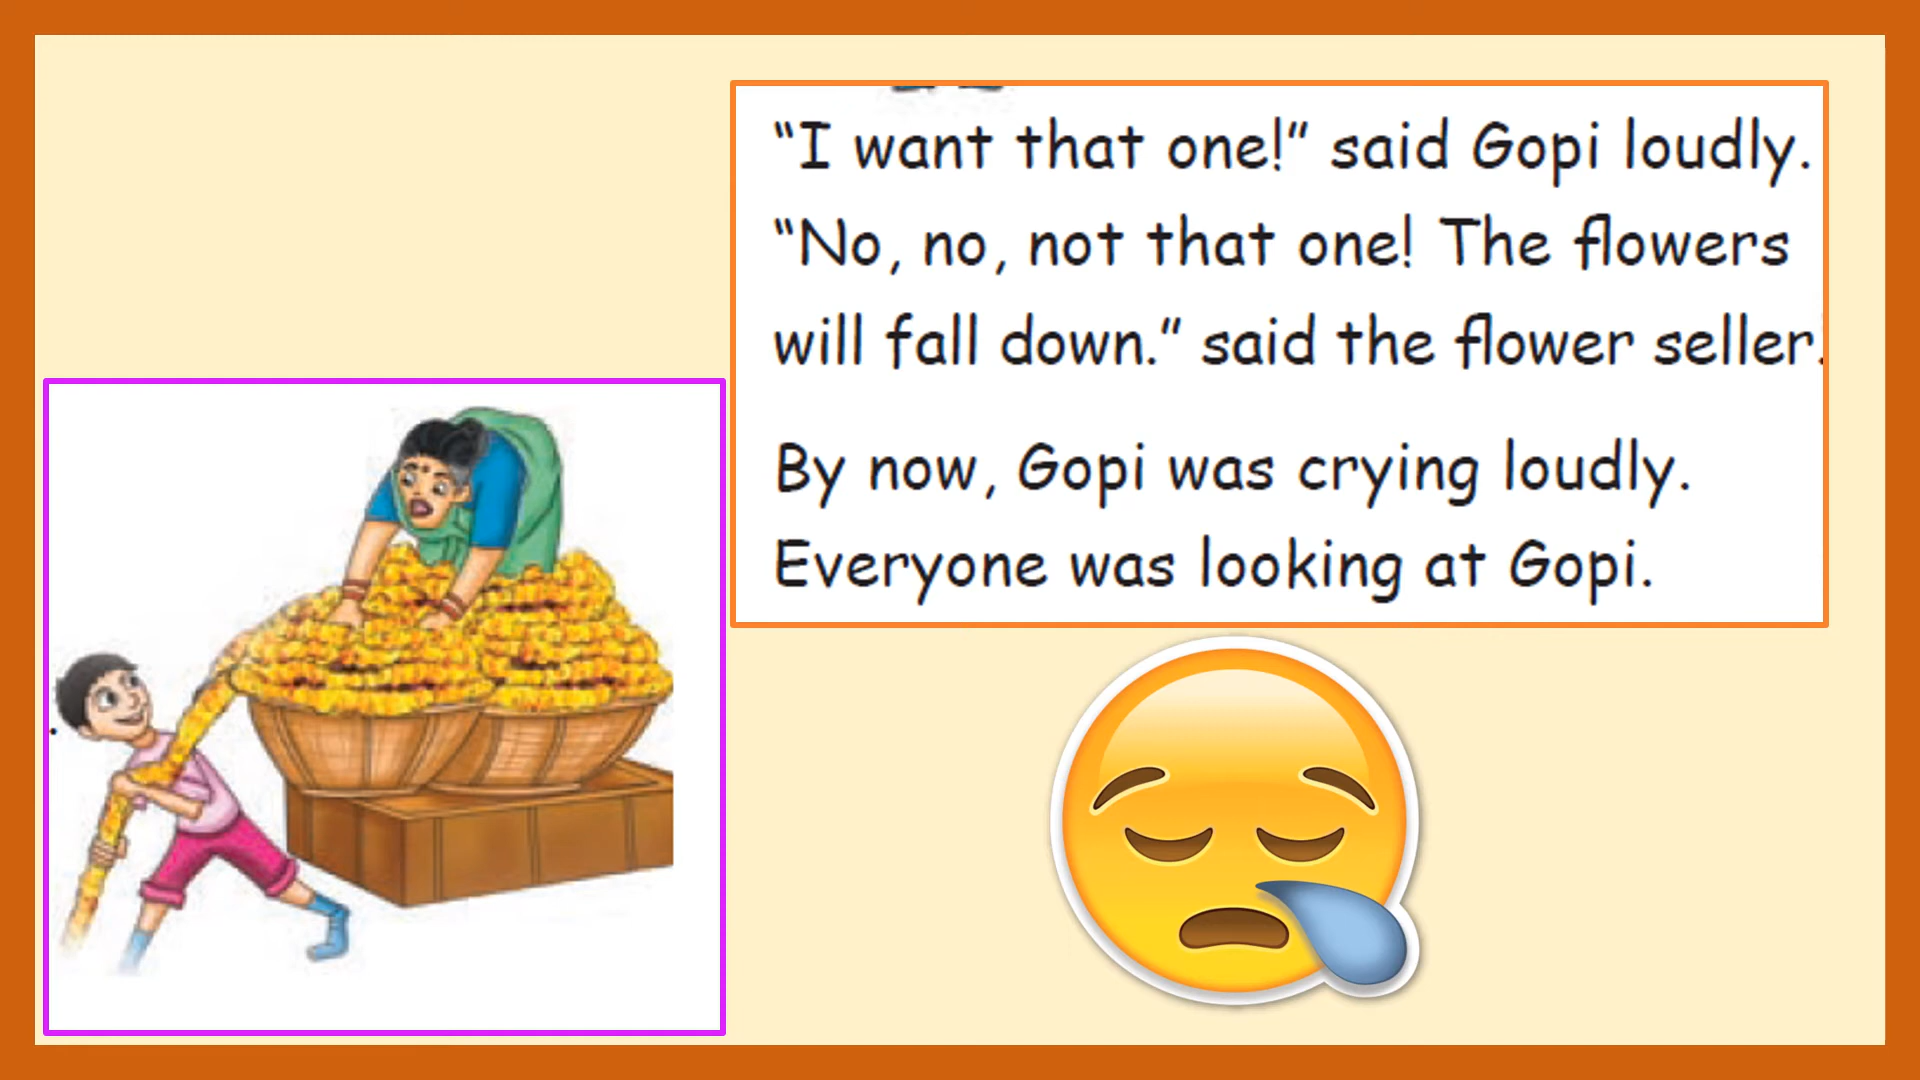 “I want that one!” said Gopi loudly.
“No, no, not that one! The flowers
will fall down.” said the flower seller.
By now, Gopi was crying loudly.
Everyone was looking at Gopi.